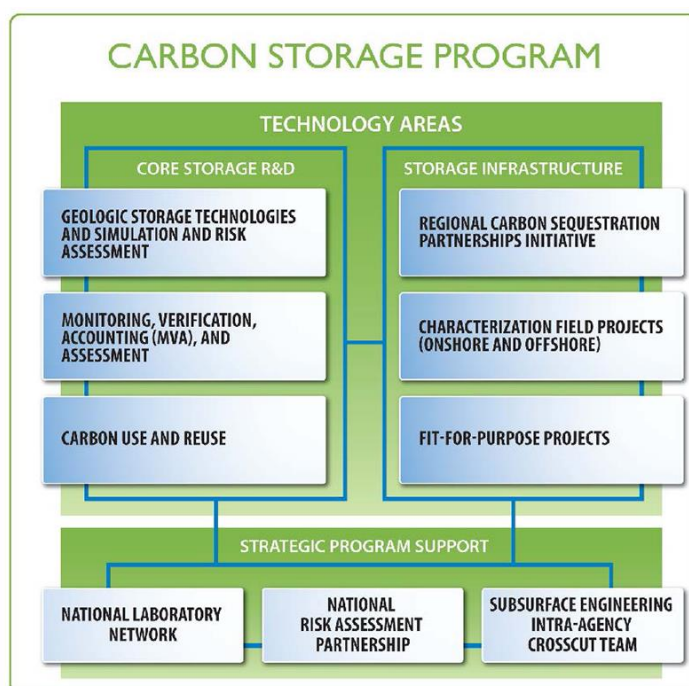 CARBON STORAGE PROGRAM
TECHNOLOGY AREAS
CORE STORAGE R&D
GEOLOGIC STORAGE TECHNOLOGIES
AND SIMULATION AND RISK
ASSESSMENT
MONITORING, VERIFICATION,
ACCOUNTING (MVA), AND
ASSESSMENT
CARBON USE AND REUSE
STORAGE INFRASTRUCTURE
REGIONAL CARBON SEQUESTRATION
PARTNERSHIPS INITIATIVE
CHARACTERIZATION FIELD PROJECTS
(ONSHORE AND OFFSHORE)
FIT-FOR-PURPOSE PROJECTS
STRATEGIC PROGRAM SUPPORT
NATIONAL LABORATORY
NETWORK
NATIONAL
RISK ASSESSMENT
PARTNERSHIP
SUBSURFACE ENGINEERING
INTRA-AGENCY
CROSSCUT TEAM